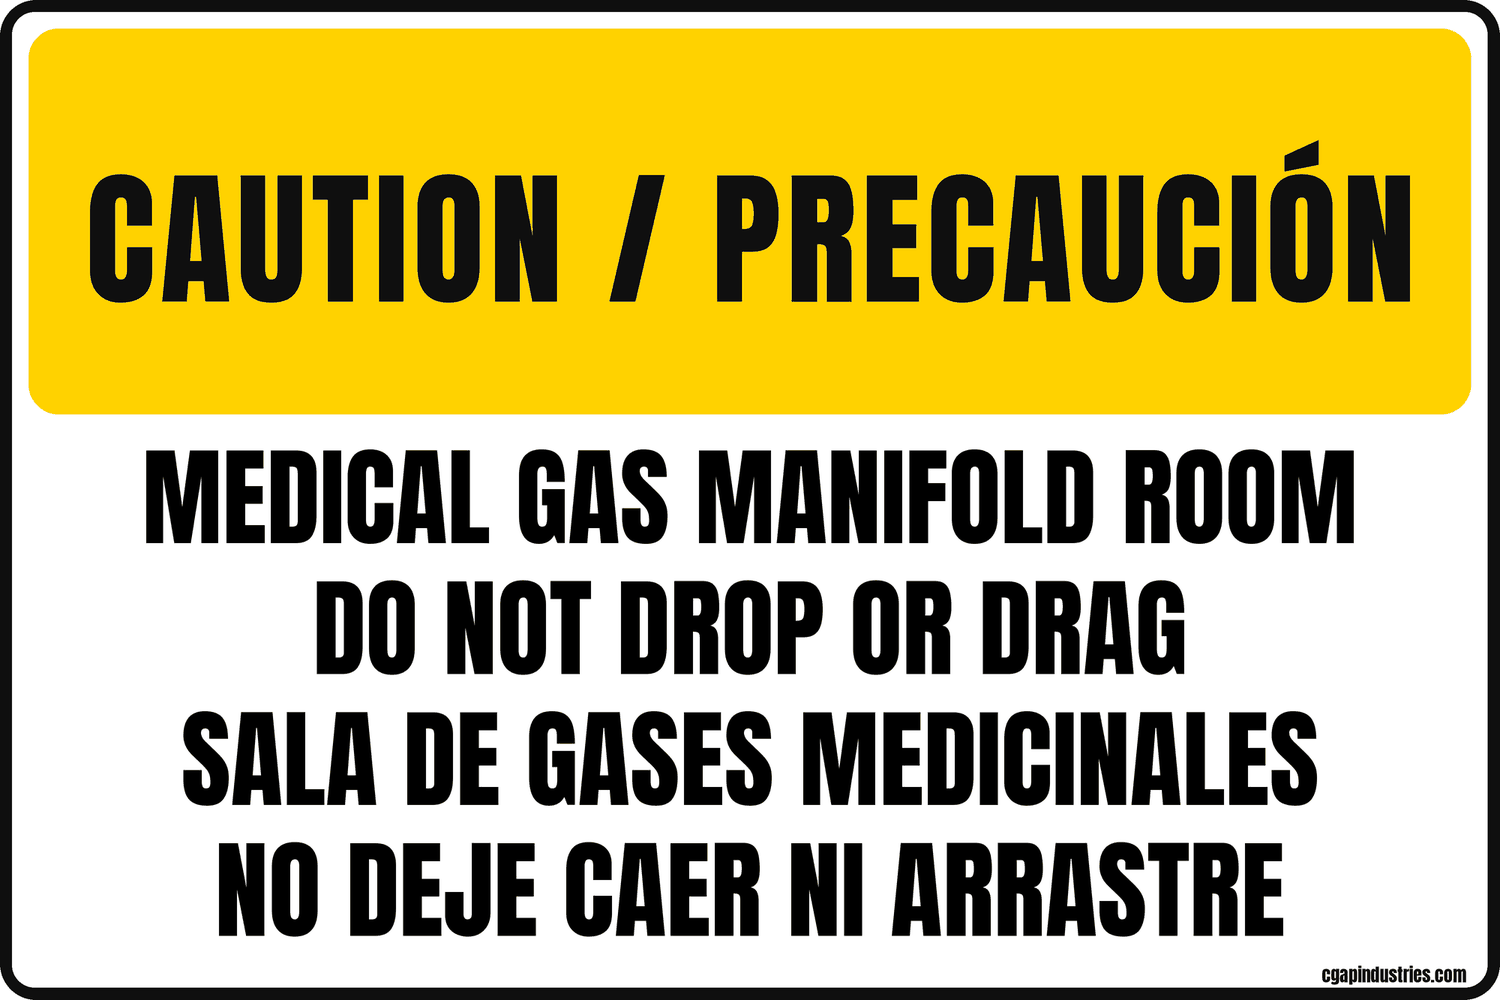 CAUTION / PRECAUCIÓN
MEDICAL GAS MANIFOLD ROOM
DO NOT DROP OR DRAG
SALA DE GASES MEDICINALES
NO DEJE CAER NI ARRASTRE
cgapindustries.com